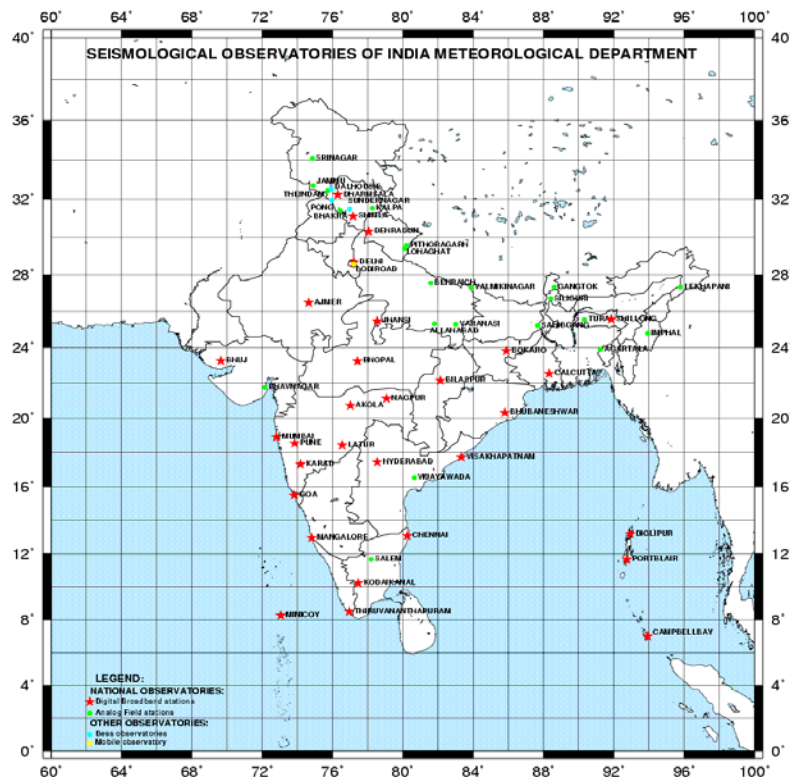 60° 64° 68° 72° 76° 80° 84° 88° 92° 96° 100°
40° 40°
SEISMOLOGICAL OBSERVATORIES OF INDIA METEOROLOGICAL DEPARTMENT
36° 36°
SRINAGAR
JAMMU
DALHOUSIE
THEINDAM
DHARMSALA
32° 32°
SUNDERNAGAR
PONG
KALPA
BHAKRA
SHIMLA
DEHRADUN
PITHORAGARH
LOHAGHAT
DELHI
LODIROAD
28° 28°
BEHRAICH
VALMIKINAGAR
GANGTOK
LEKHAPANI
SILIGURI
AJMER
JHANSI
VARANASI
ALLAHABAD
TURA
SHILLONG
IMPHAL
24° 24°
BOKARO
AGARTALA
BHUJ
BHOPAL
CALCUTTA
BILASPUR
BHAVNAGAR
NAGPUR
AKOLA
BHUBANESHWAR
20° 20°
MUMBAI
PUNE
LATUR
KARAD
HYDERABAD
VISAKHAPATNAM
VIJAYAWADA
16° 16°
GOA
MANGALORE
CHENNAI
DIGLIPUR
12° 12°
SALEM
PORTBLAIR
KODAIKANAL
MINICOY
THIRUVANANTHAPURAM
8° 8°
CAMPBELLBAY
LEGEND:
NATIONAL OBSERVATORIES:
Digital Broadband stations
Analog Field stations
OTHER OBSERVATORIES:
Beas observatories
Mobile observatory
4° 4°
0° 0°
60° 64° 68° 72° 76° 80° 84° 88° 92° 96° 100°